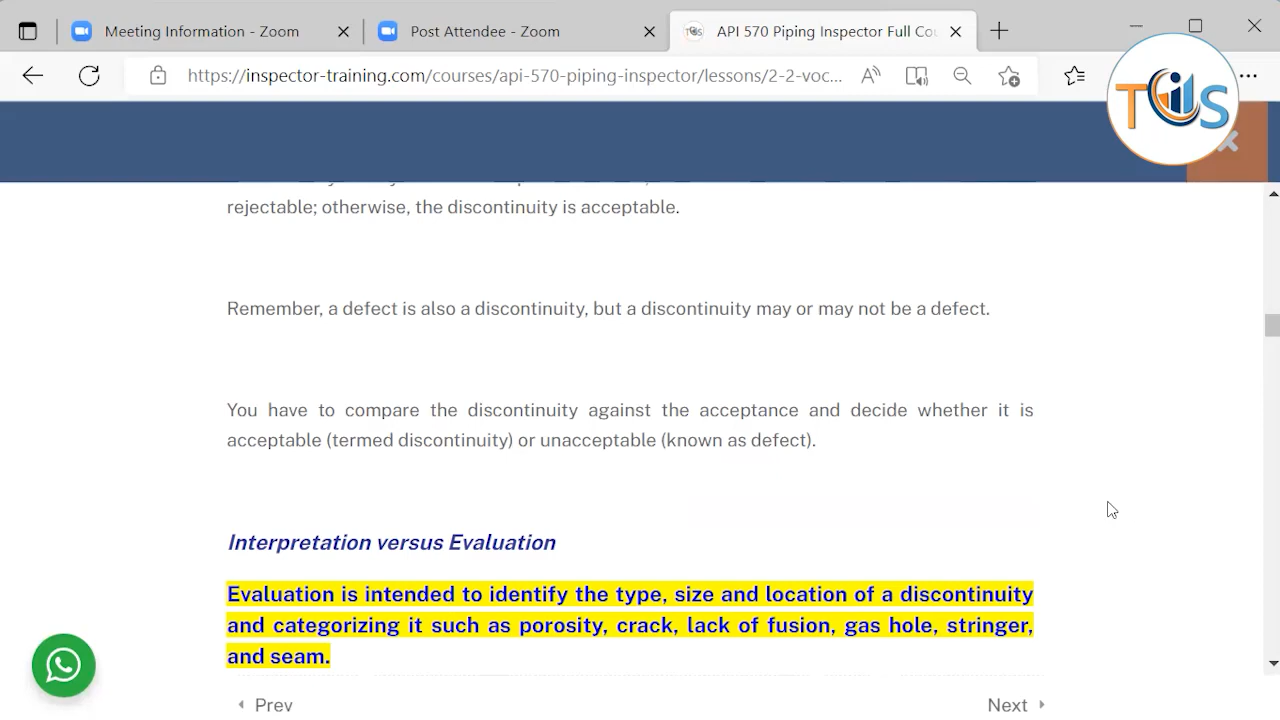 Meeting Information - Zoom
Post Attendee - Zoom
API 570 Piping Inspector Full Cou
https://inspector-training.com/courses/api-570-piping-inspector/lessons/2-2-voc...
TIS
rejectable; otherwise, the discontinuity is acceptable.
Remember, a defect is also a discontinuity, but a discontinuity may or may not be a defect.
You have to compare the discontinuity against the acceptance and decide whether it is
acceptable (termed discontinuity) or unacceptable (known as defect).
Interpretation versus Evaluation
Evaluation is intended to identify the type, size and location of a discontinuity
and categorizing it such as porosity, crack, lack of fusion, gas hole, stringer,
and seam.
Prev
Next